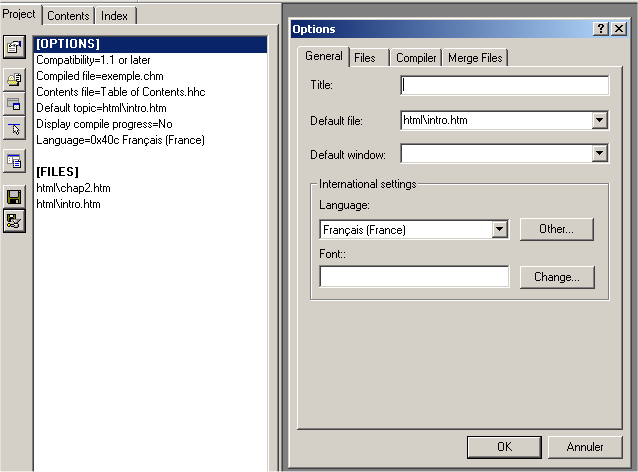 Project Contents Index
[OPTIONS]
Compatibility=1.1 or later
Compiled file=exemple.chm
Contents file=Table of Contents.hhc
Default topic=html\intro.htm
Display compile progress=No
Language=0x40c Français (France)
[FILES]
html\chap2.htm
html\intro.htm
Options
General Files Compiler Merge Files
Title:
Default file: html\intro.htm
Default window:
International settings
Language:
Français (France) Other...
Font::
Change...
OK Annuler